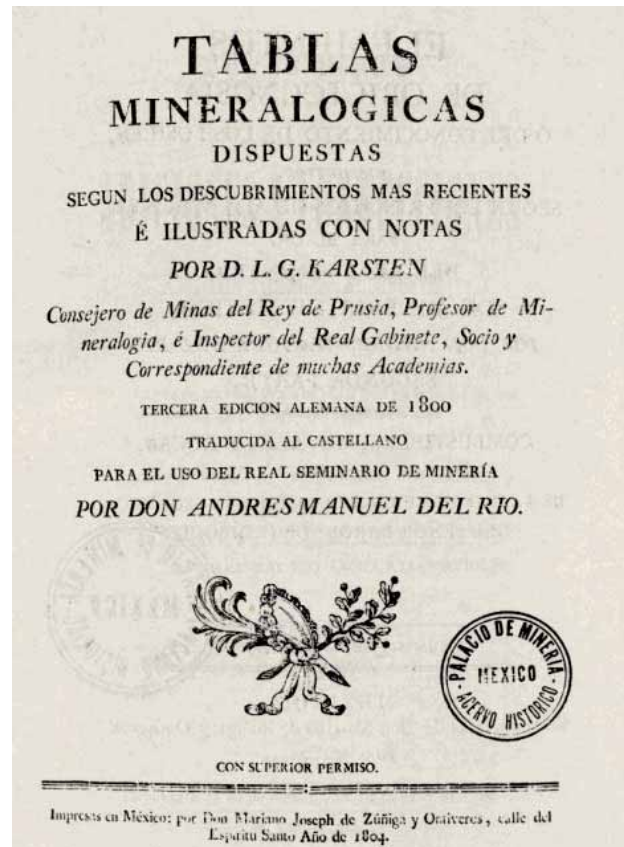 TABLAS
MINERALOGICAS
DISPUESTAS
SEGUN LOS DESCUBRIMIENTOS MAS RECIENTES
É ILUSTRADAS CON NOTAS
POR D. L. G. KARSTEN
Consejero de Minas del Rey de Prusia, Profesor de Mi-
neralogia, é Inspector del Real Gabinete, Socio y
Correspondiente de muchas Academias.
TERCERA EDICION ALEMANA DE 1800
TRADUCIDA AL CASTELLANO
PARA EL USO DEL REAL SEMINARIO DE MINERÍA
POR DON ANDRES MANUEL DEL RIO.
PALACIO DE MINERIA
MEXICO
ACERVO HISTORICO
CON SUPERIOR PERMISO.
Impresas en México: por Don Mariano Joseph de Zúñiga y Ontiveros, calle del
Espiritu Santo Año de 1804.